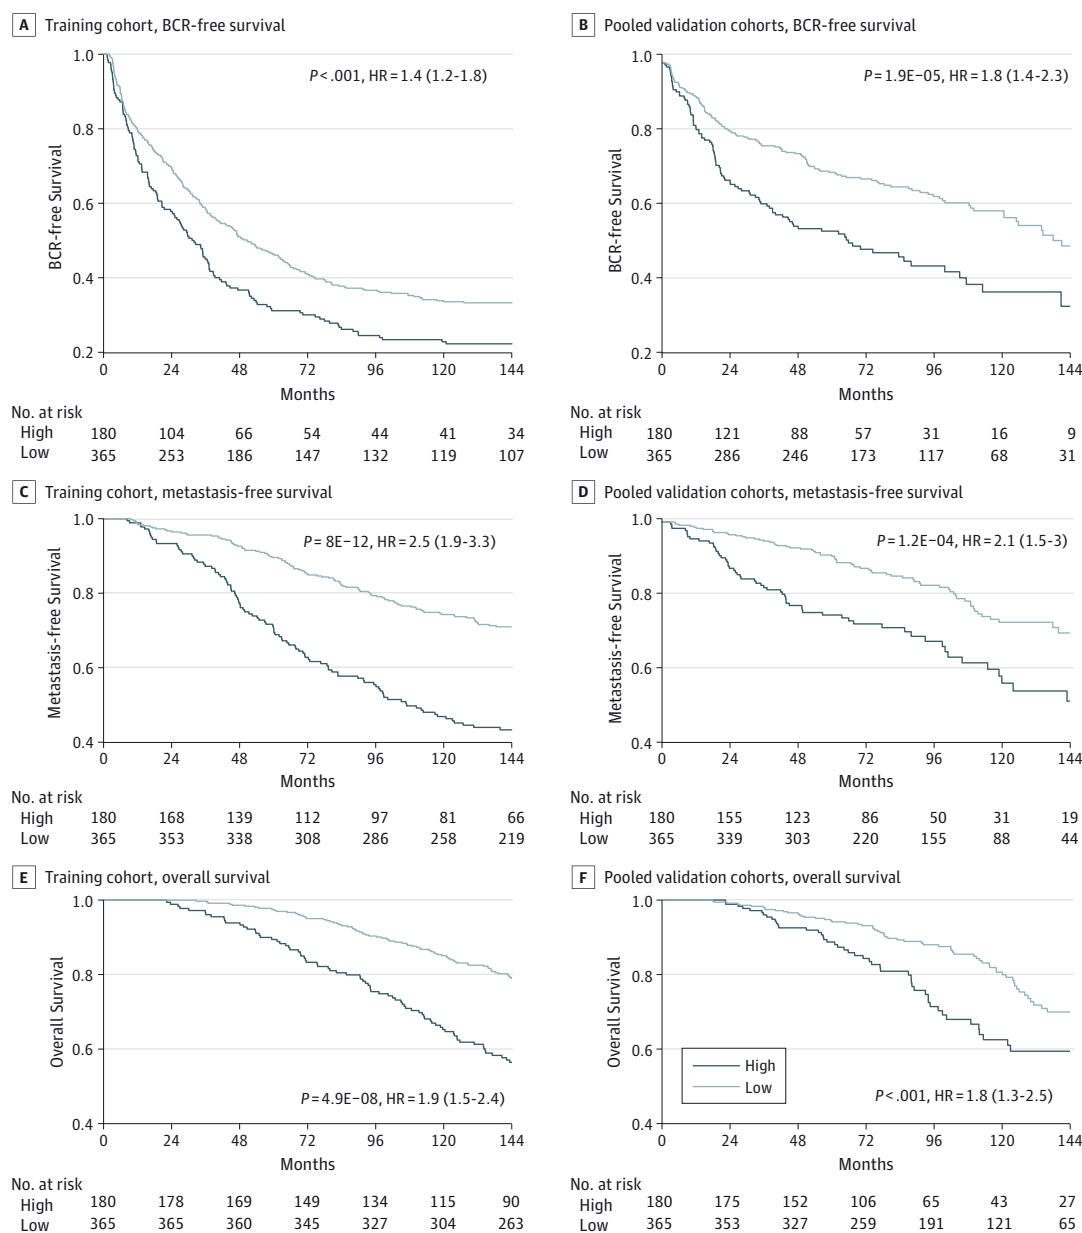 A Training cohort, BCR-free survival
P<.001, HR=1.4 (1.2-1.8)
BCR-free Survival
1.0
0.8
0.6
0.4
0.2
0 24 48 72 96 120 144
Months
No. at risk
High 180 104 66 54 44 41 34
Low 365 253 186 147 132 119 107
B Pooled validation cohorts, BCR-free survival
P=1.9E−05, HR=1.8 (1.4-2.3)
BCR-free Survival
1.0
0.8
0.6
0.4
0.2
0 24 48 72 96 120 144
Months
No. at risk
High 180 121 88 57 31 16 9
Low 365 286 246 173 117 68 31
C Training cohort, metastasis-free survival
P=8E−12, HR=2.5 (1.9-3.3)
Metastasis-free Survival
1.0
0.8
0.6
0.4
0 24 48 72 96 120 144
Months
No. at risk
High 180 168 139 112 97 81 66
Low 365 353 338 308 286 258 219
D Pooled validation cohorts, metastasis-free survival
P=1.2E−04, HR=2.1 (1.5-3)
Metastasis-free Survival
1.0
0.8
0.6
0.4
0 24 48 72 96 120 144
Months
No. at risk
High 180 155 123 86 50 31 19
Low 365 339 303 220 155 88 44
E Training cohort, overall survival
Overall Survival
1.0
0.8
0.6
0.4
P=4.9E−08, HR=1.9 (1.5-2.4)
0 24 48 72 96 120 144
Months
No. at risk
High 180 178 169 149 134 115 90
Low 365 365 360 345 327 304 263
F Pooled validation cohorts, overall survival
Overall Survival
1.0
0.8
0.6
0.4
High
Low
P<.001, HR=1.8 (1.3-2.5)
0 24 48 72 96 120 144
Months
No. at risk
High 180 175 152 106 65 43 27
Low 365 353 327 259 191 121 65